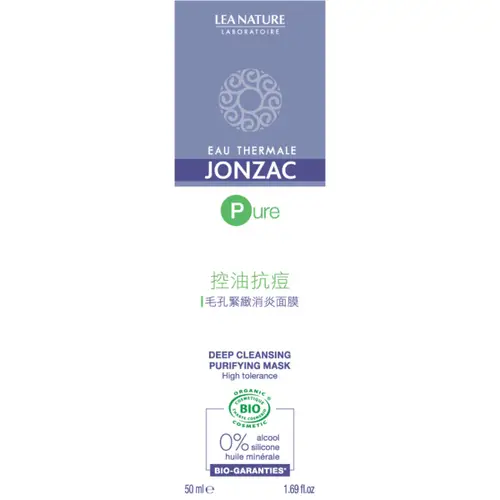 LEA NATURE
LABORATOIRE
EAU THERMALE
JONZAC
Pure
控油抗痘
毛孔緊緻消炎面膜
DEEP CLEANSING
PURIFYING MASK
High tolerance
ORGANIC
COSMETIQUE
BIO
COSMETIC
0% alcool
silicone
huile minérale
BIO-GARANTIES*
50 ml℮ 1.69 fl.oz